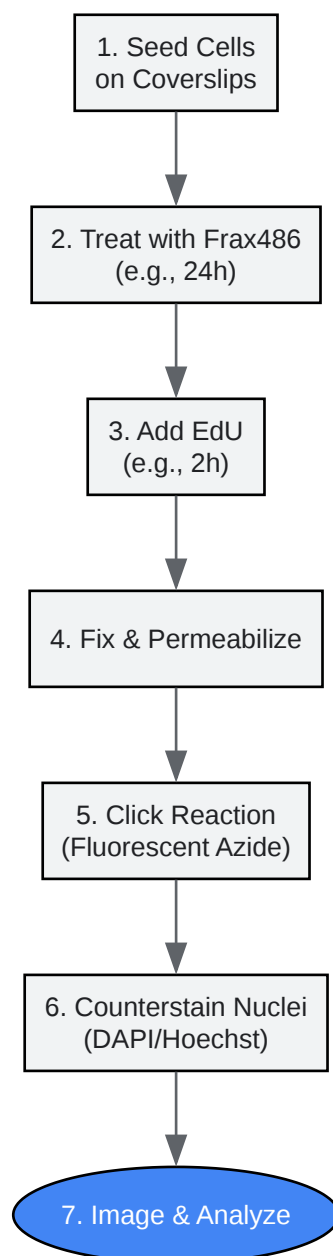 1. Seed Cells
on Coverslips
2. Treat with Frax486
(e.g., 24h)
3. Add EdU
(e.g., 2h)
4. Fix & Permeabilize
5. Click Reaction
(Fluorescent Azide)
6. Counterstain Nuclei
(DAPI/Hoechst)
7. Image & Analyze